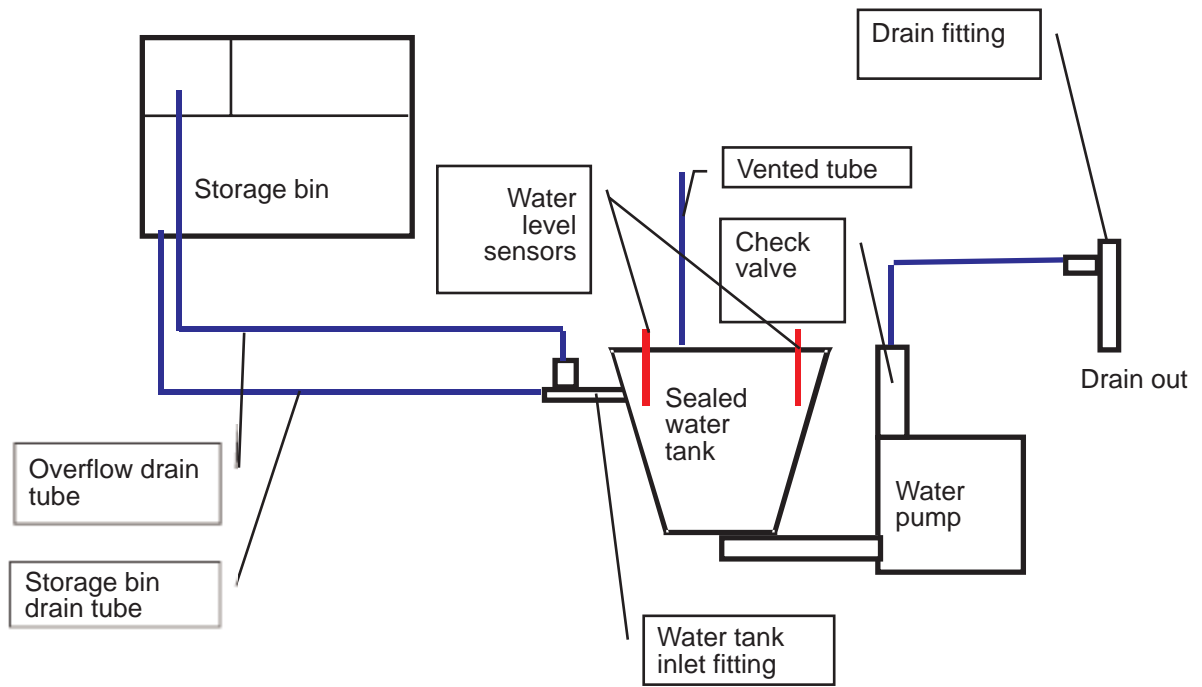 Drain fitting
Storage bin
Water
level
sensors
Vented tube
Check
valve
Drain out
Sealed
water
tank
Overflow drain
tube
Water
pump
Storage bin
drain tube
Water tank
inlet fitting